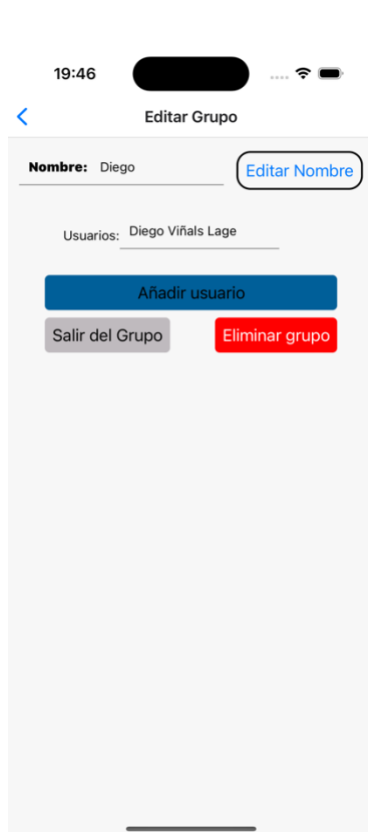 19:46
Editar Grupo
Nombre: Diego
Editar Nombre
Usuarios: Diego Viñals Lage
Añadir usuario
Salir del Grupo
Eliminar grupo